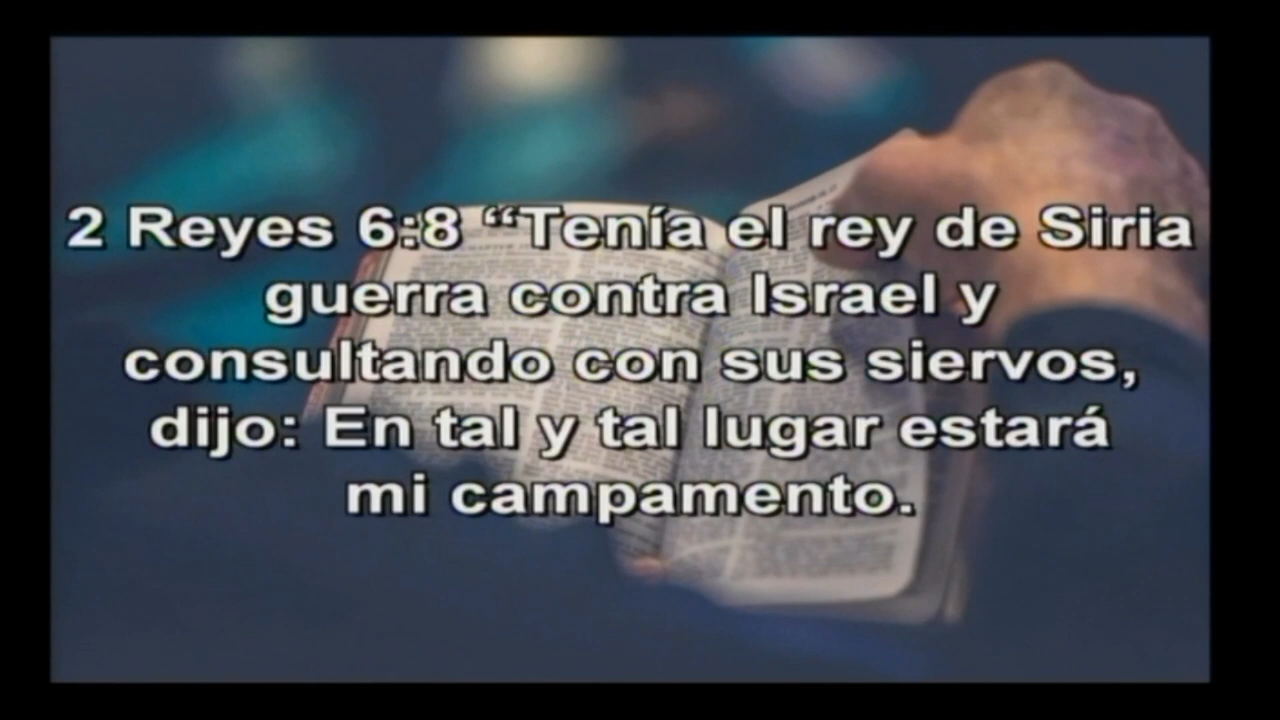 2 Reyes 6:8 “Tenía el rey de Siria
guerra contra Israel y
consultando con sus siervos,
dijo: En tal y tal lugar estará
mi campamento.